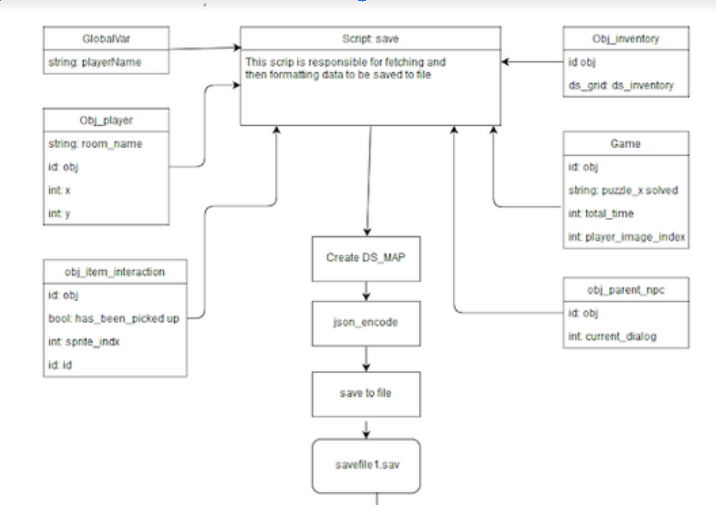 GlobalVar
string: playerName
Script: save
This scrip is responsible for fetching and
then formatting data to be saved to file
Obj_inventory
id obj
ds_grid: ds_inventory
Obj_player
string: room_name
id: obj
int: x
int: y
Game
id: obj
string: puzzle_x solved
int: total_time
int: player_image_index
obj_item_interaction
id: obj
bool: has_been_picked up
int: sprite_indx
id: id
obj_parent_npc
id: obj
int: current_dialog
Create DS_MAP
json_encode
save to file
savefile1.sav